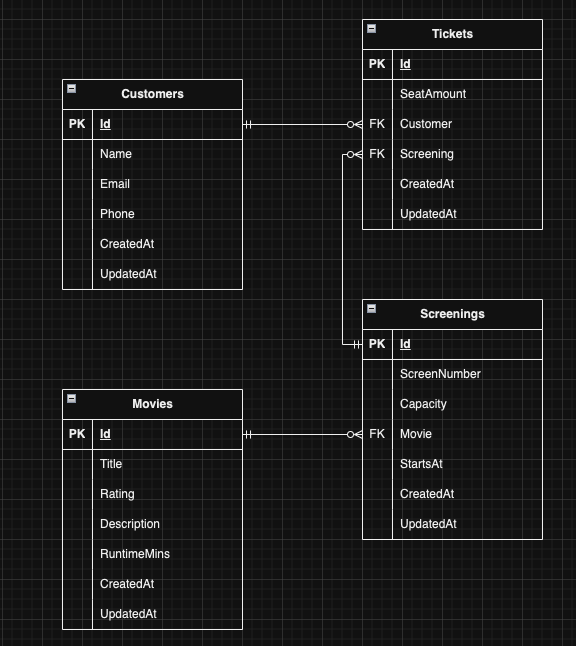 Customers
PK Id
Name
Email
Phone
CreatedAt
UpdatedAt
Tickets
PK Id
SeatAmount
FK Customer
FK Screening
CreatedAt
UpdatedAt
Movies
PK Id
Title
Rating
Description
RuntimeMins
CreatedAt
UpdatedAt
Screenings
PK Id
ScreenNumber
Capacity
FK Movie
StartsAt
CreatedAt
UpdatedAt